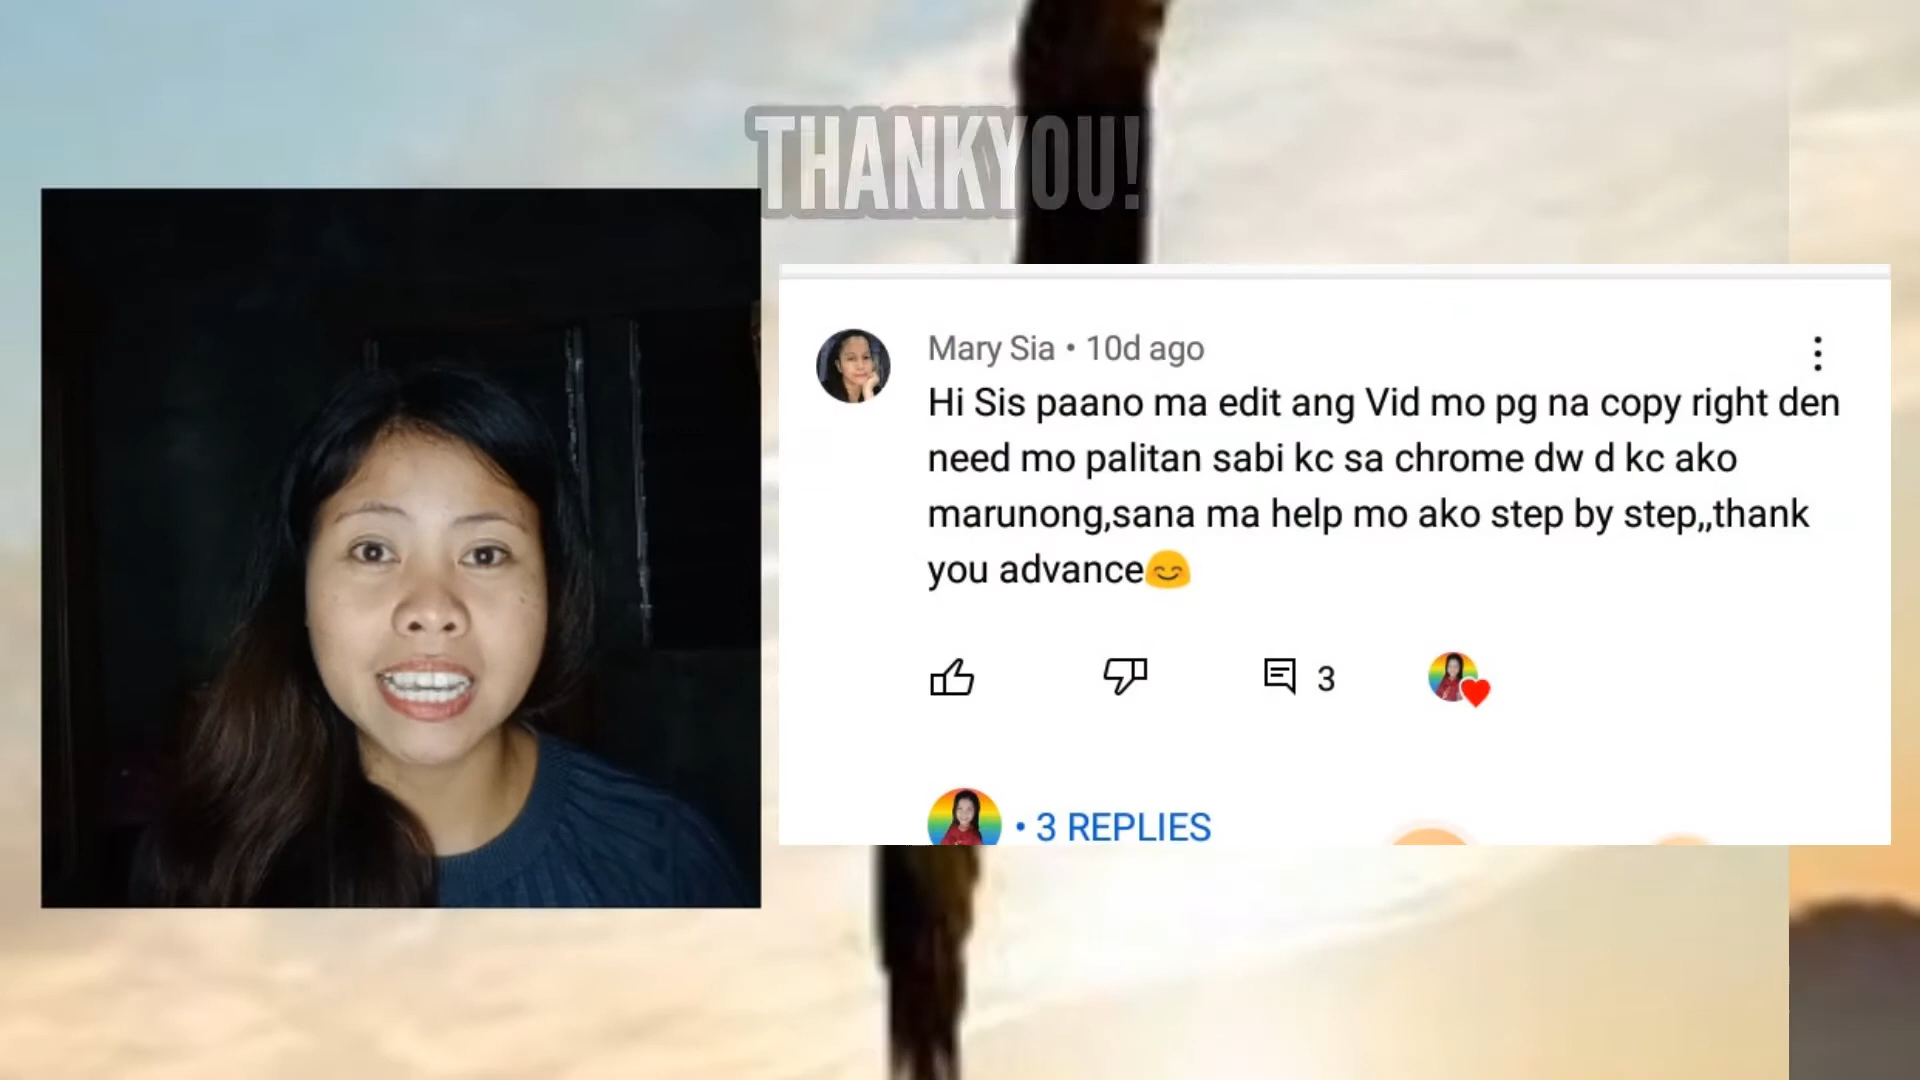 THANKYOU!
Mary Sia • 10d ago
Hi Sis paano ma edit ang Vid mo pg na copy right den
need mo palitan sabi kc sa chrome dw d kc ako
marunong,sana ma help mo ako step by step,,thank
you advance😊
3
• 3 REPLIES